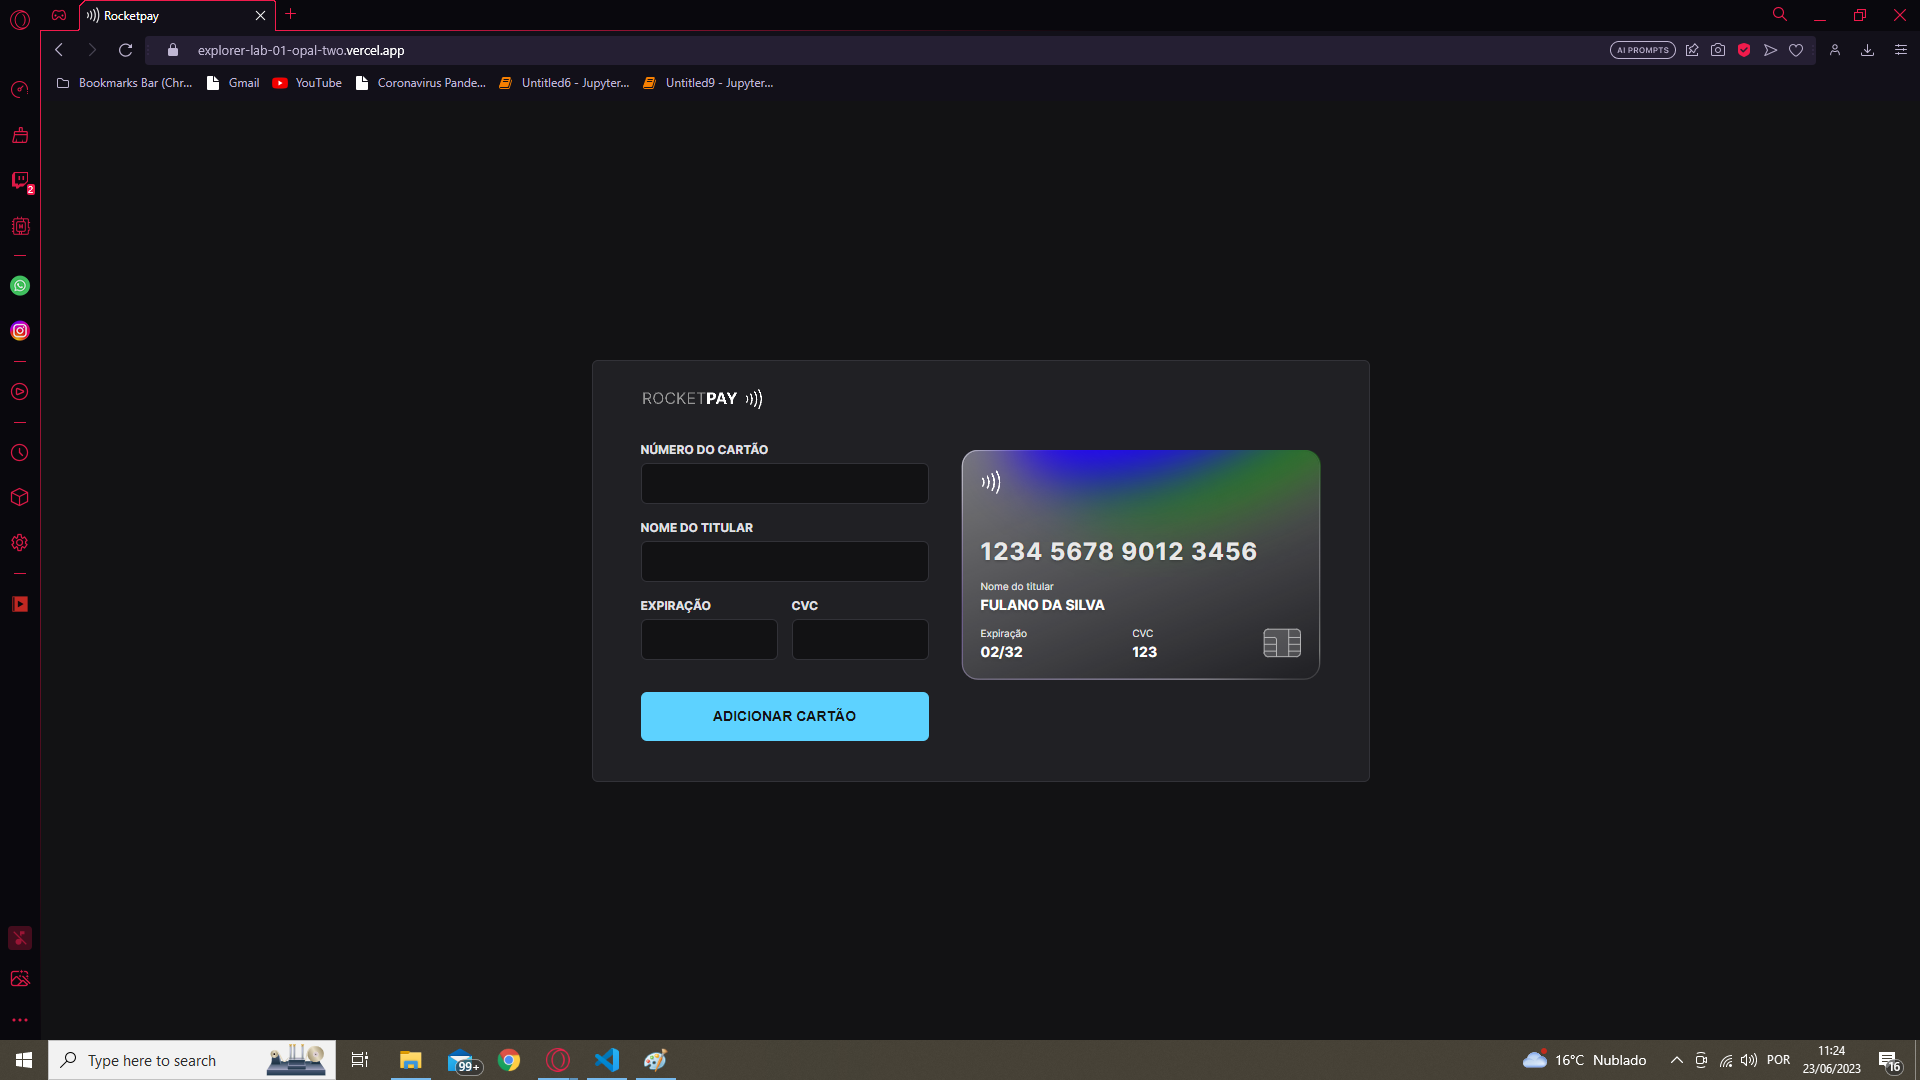 Rocketpay
explorer-lab-01-opal-two.vercel.app
AI PROMPTS
Bookmarks Bar (Chr...
Gmail
YouTube
Coronavirus Pande...
Untitled6 - Jupyter...
Untitled9 - Jupyter...
2
ROCKETPAY
NÚMERO DO CARTÃO
NOME DO TITULAR
EXPIRAÇÃO
CVC
ADICIONAR CARTÃO
1234 5678 9012 3456
Nome do titular
FULANO DA SILVA
Expiração
CVC
02/32
123
Type here to search
99+
16°C Nublado
POR
11:24
23/06/2023
16